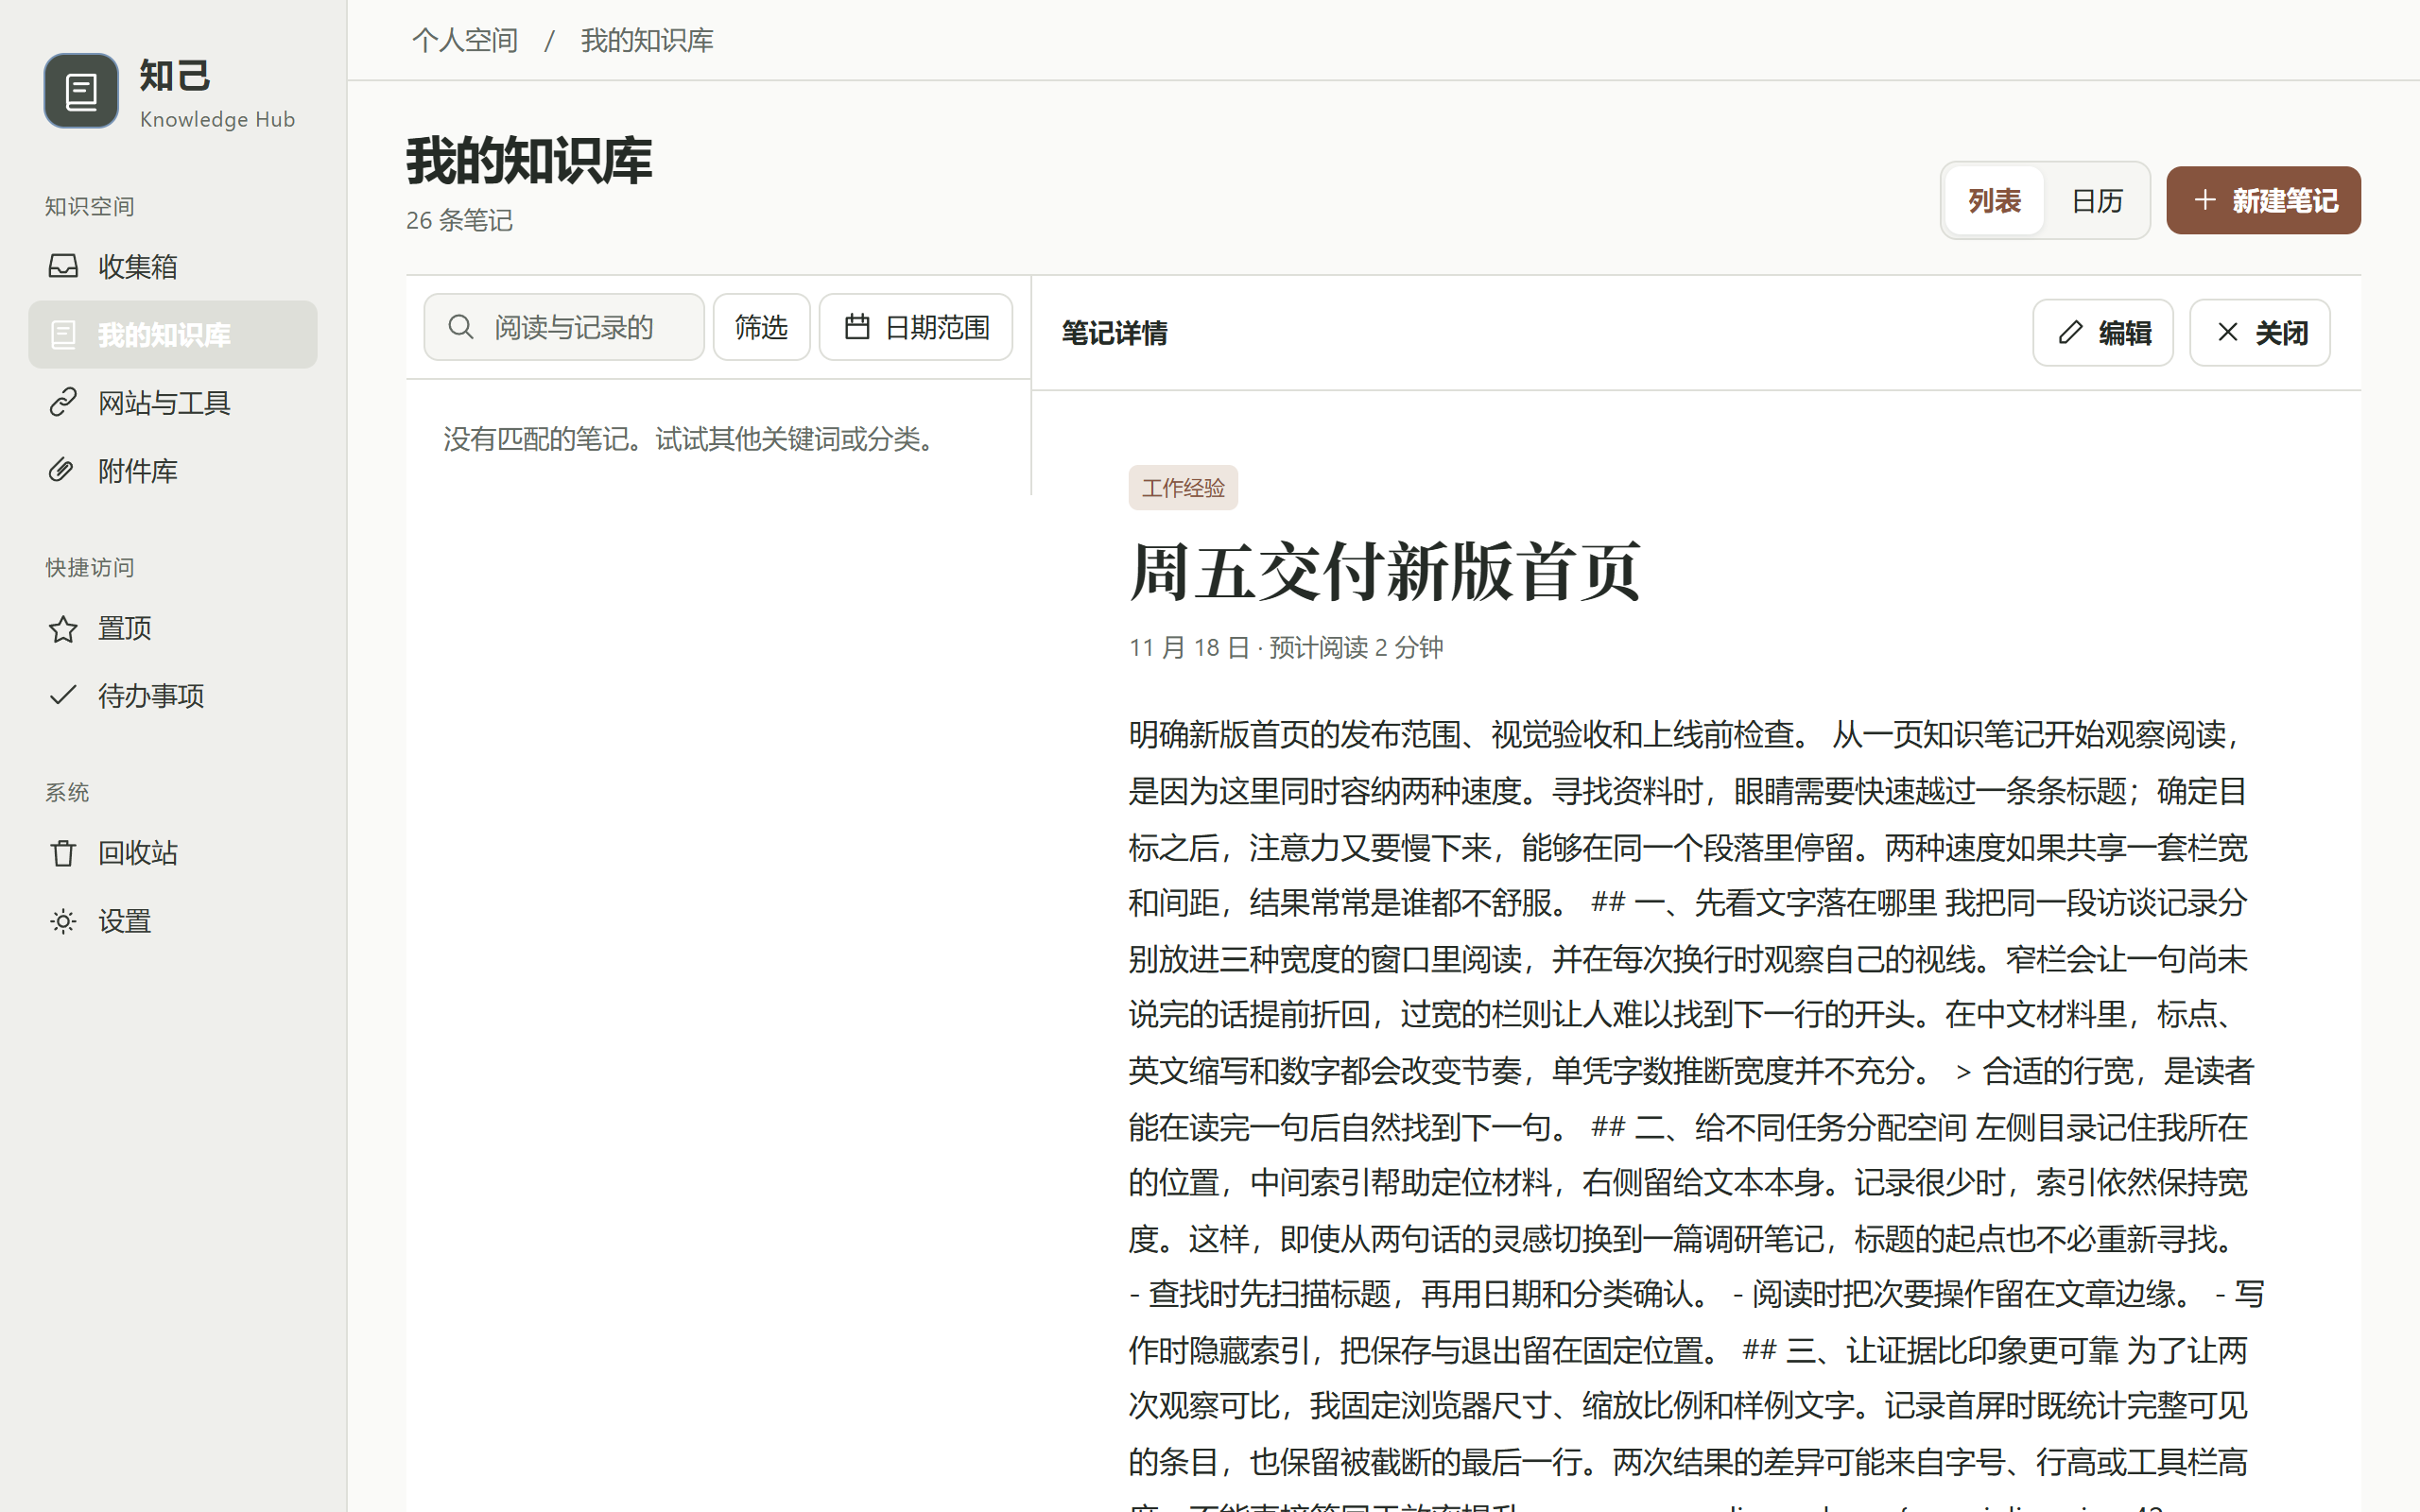 知己
Knowledge Hub
知识空间
收集箱
我的知识库
网站与工具
附件库
快捷访问
置顶
待办事项
系统
回收站
设置
个人空间 / 我的知识库
我的知识库
26 条笔记
列表
日历
新建笔记
阅读与记录的
筛选
日期范围
没有匹配的笔记。试试其他关键词或分类。
笔记详情
编辑
关闭
工作经验
周五交付新版首页
11 月 18 日 · 预计阅读 2 分钟
明确新版首页的发布范围、视觉验收和上线前检查。 从一页知识笔记开始观察阅读，
是因为这里同时容纳两种速度。寻找资料时，眼睛需要快速越过一条条标题；确定目
标之后，注意力又要慢下来，能够在同一个段落里停留。两种速度如果共享一套栏宽
和间距，结果常常是谁都不舒服。 ## 一、先看文字落在哪里 我把同一段访谈记录分
别放进三种宽度的窗口里阅读，并在每次换行时观察自己的视线。窄栏会让一句尚未
说完的话提前折回，过宽的栏则让人难以找到下一行的开头。在中文材料里，标点、
英文缩写和数字都会改变节奏，单凭字数推断宽度并不充分。 > 合适的行宽，是读者
能在读完一句后自然找到下一句。 ## 二、给不同任务分配空间 左侧目录记住我所在
的位置，中间索引帮助定位材料，右侧留给文本本身。记录很少时，索引依然保持宽
度。这样，即使从两句话的灵感切换到一篇调研笔记，标题的起点也不必重新寻找。
- 查找时先扫描标题，再用日期和分类确认。 - 阅读时把次要操作留在文章边缘。 - 写
作时隐藏索引，把保存与退出留在固定位置。 ## 三、让证据比印象更可靠 为了让两
次观察可比，我固定浏览器尺寸、缩放比例和样例文字。记录首屏时既统计完整可见
的条目，也保留被截断的最后一行。两次结果的差异可能来自字号、行高或工具栏高